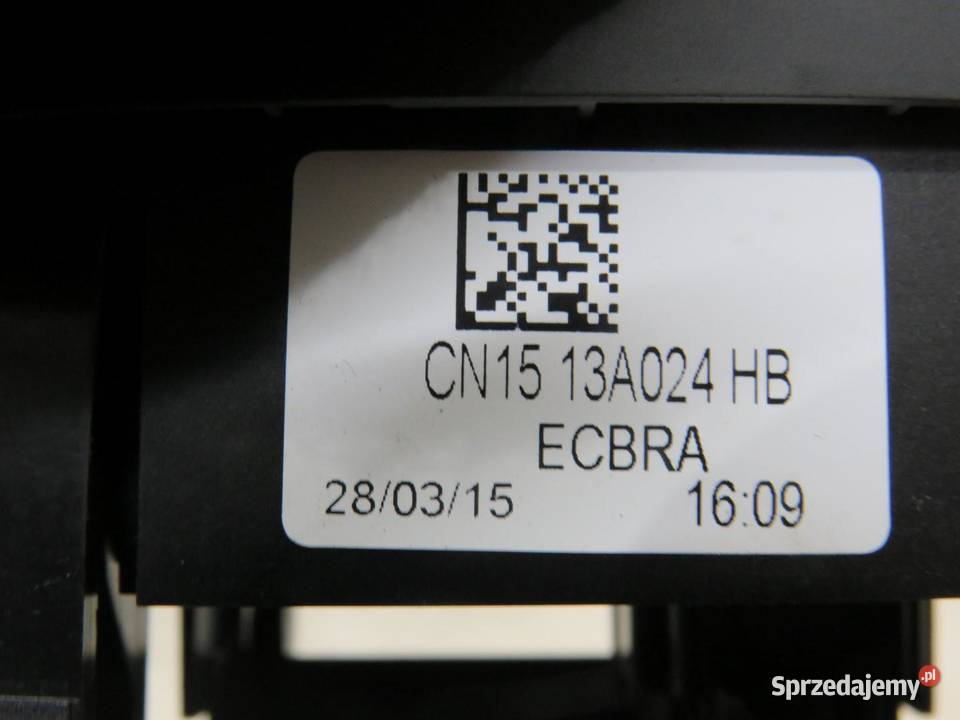 CN15 13A024 HB
ECBRA
28/03/15 16:09
Sprzedajemy.pl